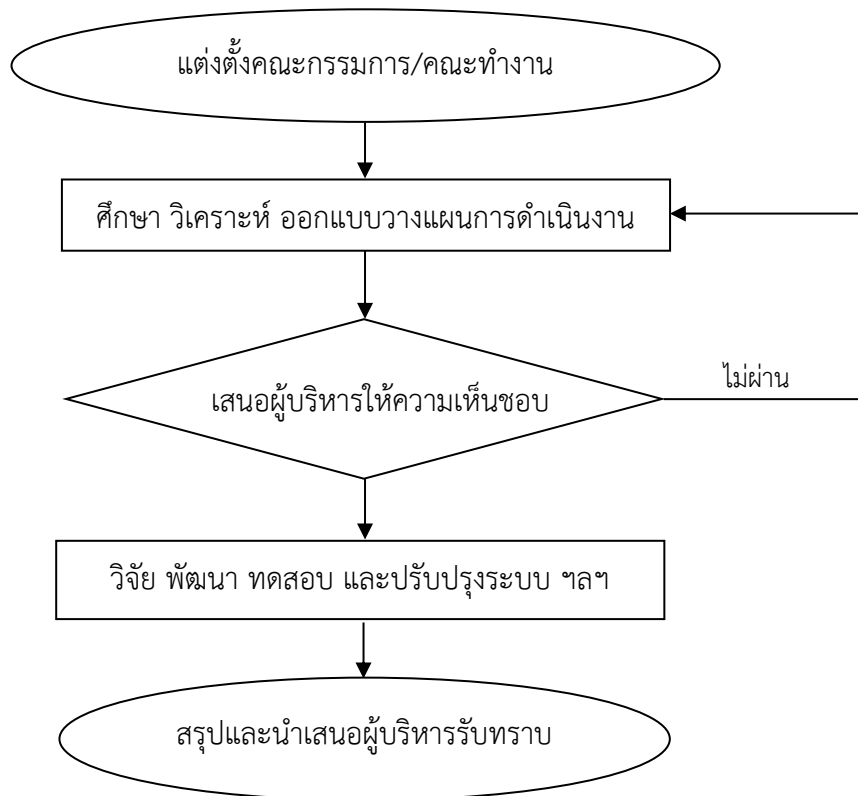 แต่งตั้งคณะกรรมการ/คณะทำงาน
ศึกษา วิเคราะห์ ออกแบบวางแผนการดำเนินงาน
เสนอผู้บริหารให้ความเห็นชอบ
ไม่ผ่าน
วิจัย พัฒนา ทดสอบ และปรับปรุงระบบ ฯลฯ
สรุปและนำเสนอผู้บริหารรับทราบ